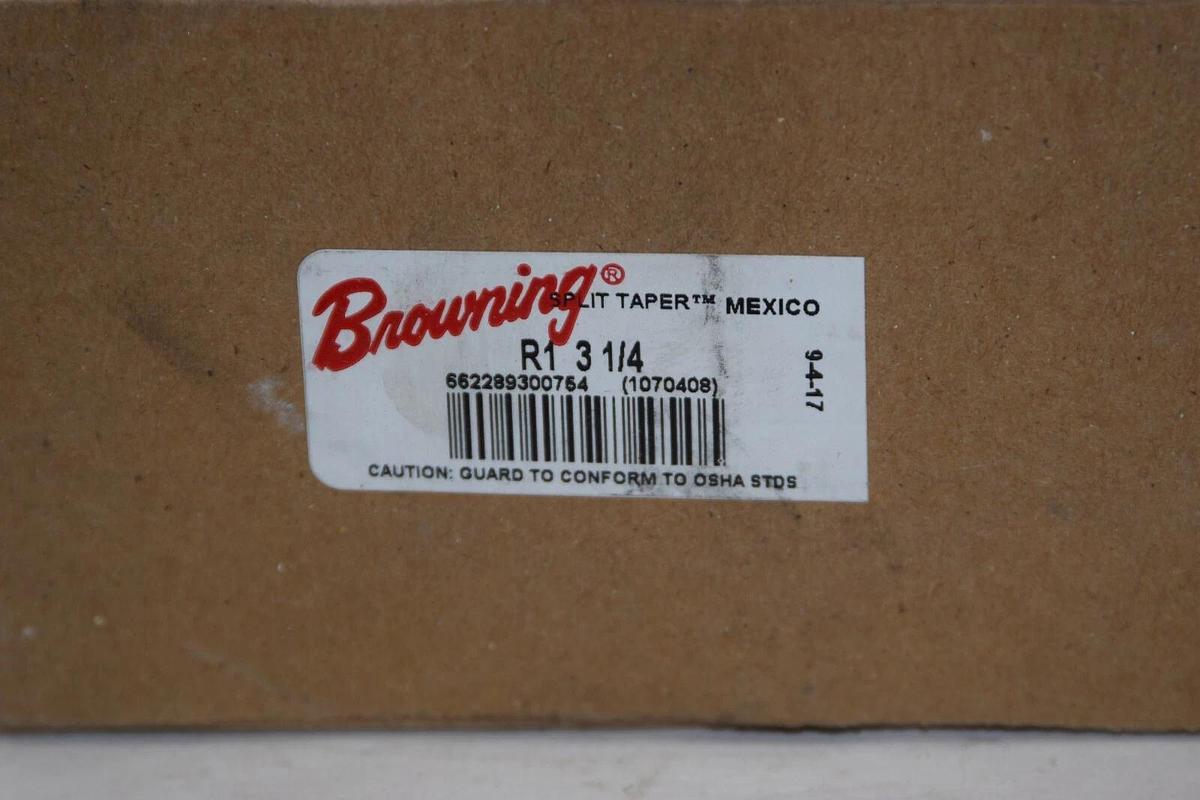 Browning®
SPLIT TAPER™ MEXICO
R1 3 1/4
662289300764 (1070408)
9-4-17
CAUTION: GUARD TO CONFORM TO OSHA STDS